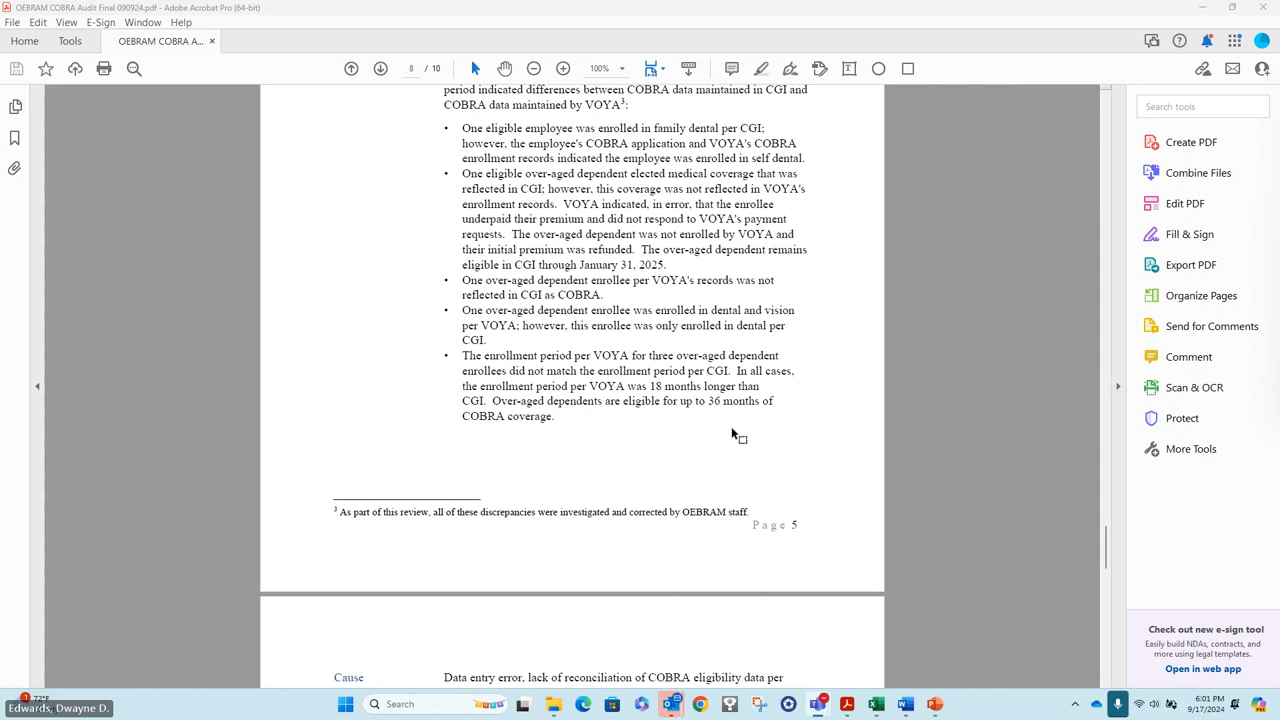 OEBRAM COBRA Audit Final 090924.pdf - Adobe Acrobat Pro (64-bit)
File Edit View E-Sign Window Help
Home Tools OEBRAM COBRA A... ×
8 / 10 100%
period indicated differences between COBRA data maintained in CGI and
COBRA data maintained by VOYA³:
• One eligible employee was enrolled in family dental per CGI;
however, the employee's COBRA application and VOYA's COBRA
enrollment records indicated the employee was enrolled in self dental.
• One eligible over-aged dependent elected medical coverage that was
reflected in CGI; however, this coverage was not reflected in VOYA's
enrollment records. VOYA indicated, in error, that the enrollee
underpaid their premium and did not respond to VOYA's payment
requests. The over-aged dependent was not enrolled by VOYA and
their initial premium was refunded. The over-aged dependent remains
eligible in CGI through January 31, 2025.
• One over-aged dependent enrollee per VOYA's records was not
reflected in CGI as COBRA.
• One over-aged dependent enrollee was enrolled in dental and vision
per VOYA; however, this enrollee was only enrolled in dental per
CGI.
• The enrollment period per VOYA for three over-aged dependent
enrollees did not match the enrollment period per CGI. In all cases,
the enrollment period per VOYA was 18 months longer than
CGI. Over-aged dependents are eligible for up to 36 months of
COBRA coverage.
³ As part of this review, all of these discrepancies were investigated and corrected by OEBRAM staff.
Page 5
Cause Data entry error, lack of reconciliation of COBRA eligibility data per
Search tools
Create PDF
Combine Files
Edit PDF
Fill & Sign
Export PDF
Organize Pages
Send for Comments
Comment
Scan & OCR
Protect
More Tools
Check out new e-sign tool
Easily build NDAs, contracts, and
more using legal templates.
Open in web app
72°F
Edwards, Dwayne D.
Search
6:01 PM
9/17/2024